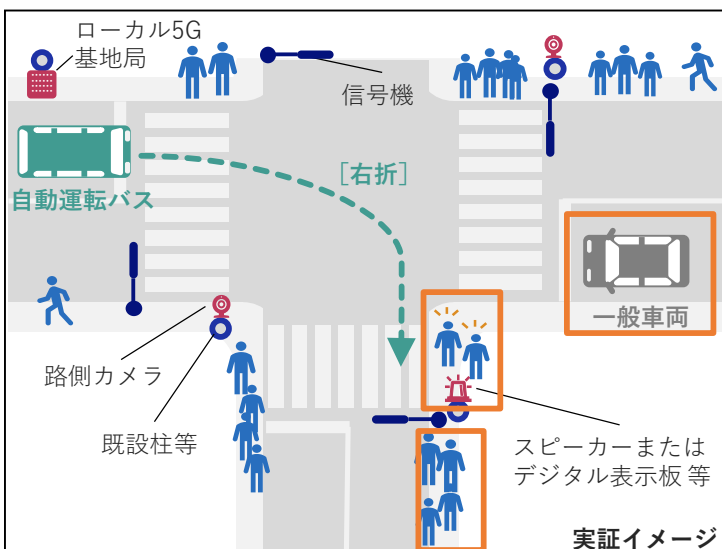 ローカル5G
基地局
信号機
［右折］
自動運転バス
一般車両
路側カメラ
既設柱等
スピーカーまたは
デジタル表示板 等
実証イメージ